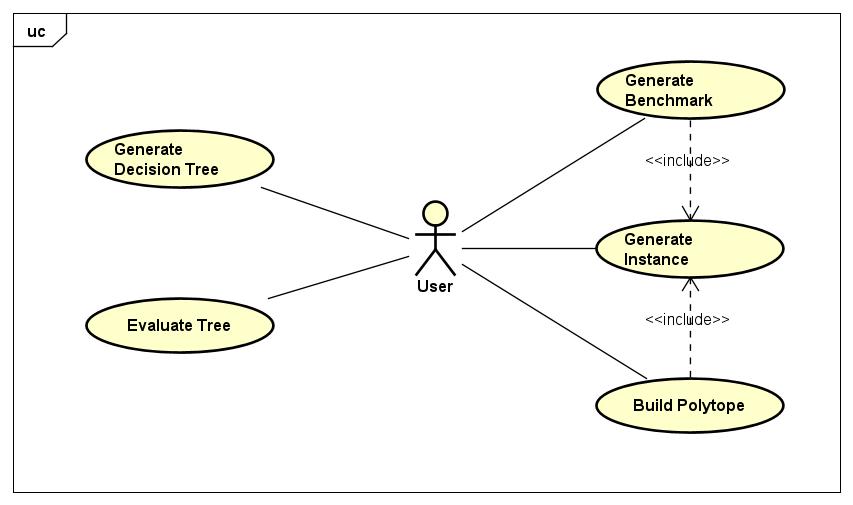 uc
Generate
Benchmark
Generate
Decision Tree
<<include>>
Generate
Instance
User
Evaluate Tree
<<include>>
Build Polytope